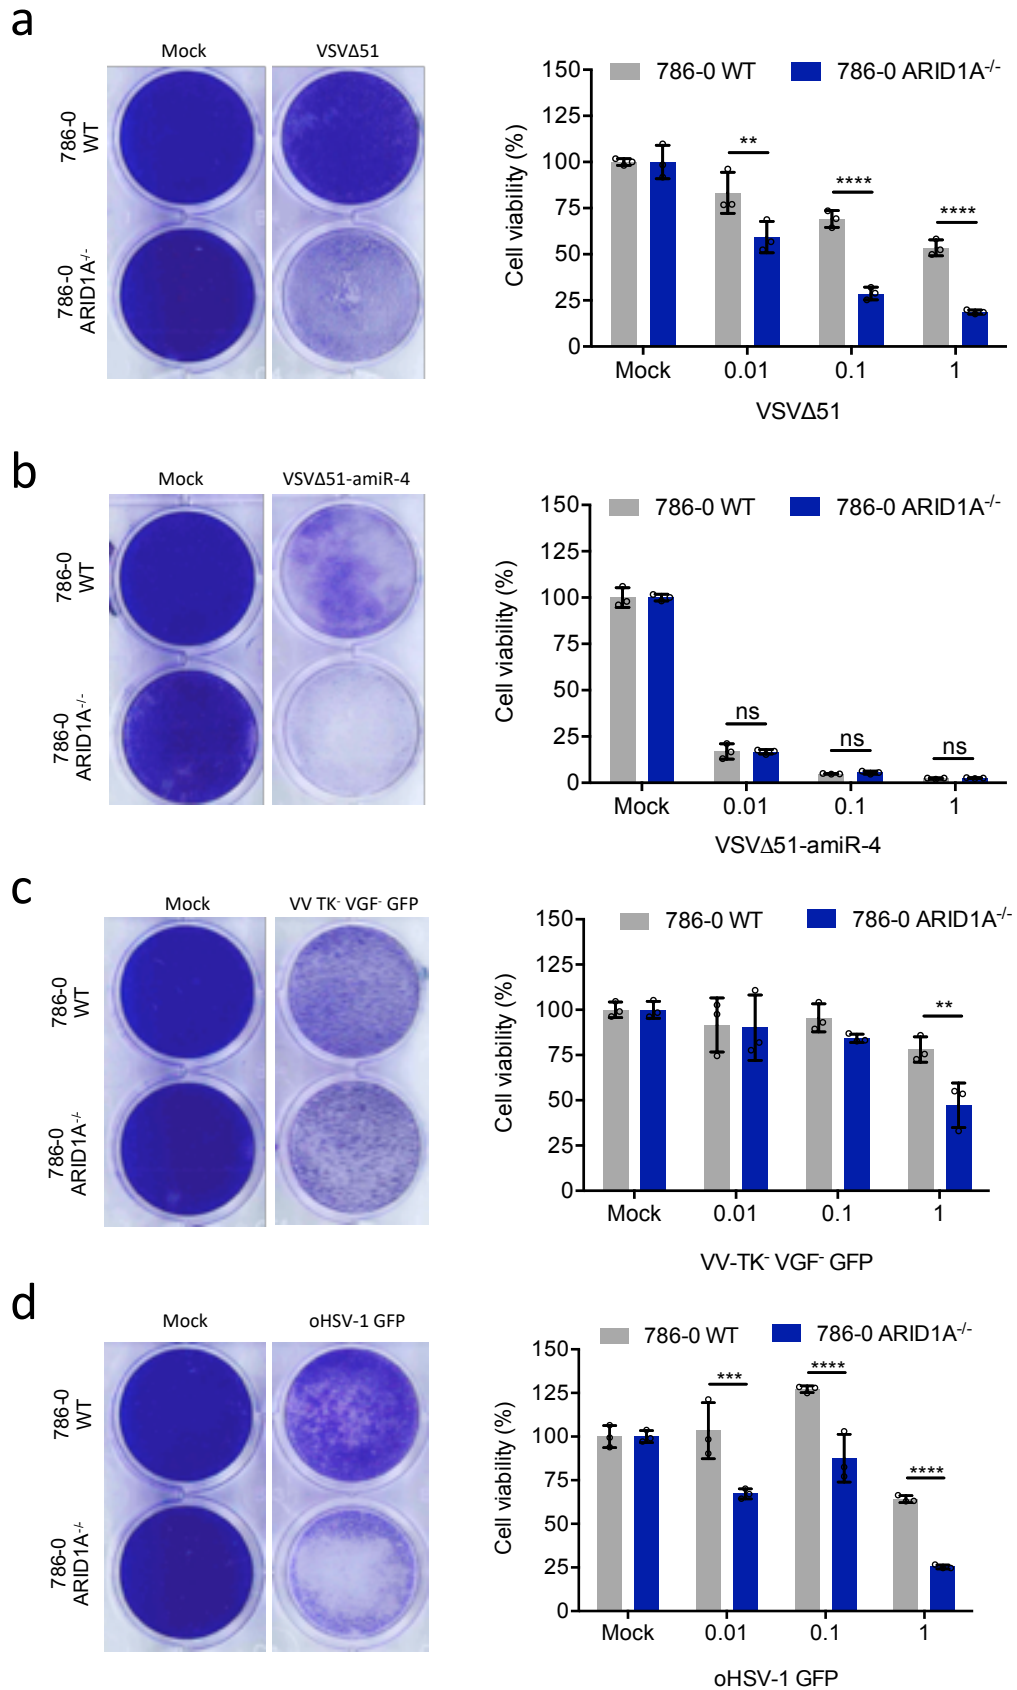 a
Mock VSVΔ51
786-0 WT
786-0 ARID1A-/-
786-0 WT 786-0 ARID1A-/-
Cell viability (%)
150
125
100
75
50
25
0
** **** ****
Mock 0.01 0.1 1
VSVΔ51
b
Mock VSVΔ51-amiR-4
786-0 WT
786-0 ARID1A-/-
786-0 WT 786-0 ARID1A-/-
Cell viability (%)
150
125
100
75
50
25
0
ns ns ns
Mock 0.01 0.1 1
VSVΔ51-amiR-4
c
Mock VV TK- VGF- GFP
786-0 WT
786-0 ARID1A-/-
786-0 WT 786-0 ARID1A-/-
Cell viability (%)
150
125
100
75
50
25
0
**
Mock 0.01 0.1 1
VV-TK- VGF- GFP
d
Mock oHSV-1 GFP
786-0 WT
786-0 ARID1A-/-
786-0 WT 786-0 ARID1A-/-
Cell viability (%)
150
125
100
75
50
25
0
*** **** ****
Mock 0.01 0.1 1
oHSV-1 GFP